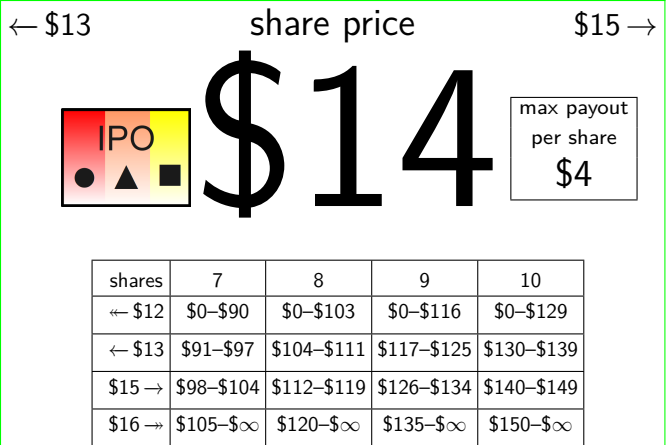 ←$13 share price $15→
IPO
$14
max payout
per share
$4
shares 7 8 9 10
↞$12 $0–$90 $0–$103 $0–$116 $0–$129
←$13 $91–$97 $104–$111 $117–$125 $130–$139
$15→ $98–$104 $112–$119 $126–$134 $140–$149
$16↠ $105–$∞ $120–$∞ $135–$∞ $150–$∞